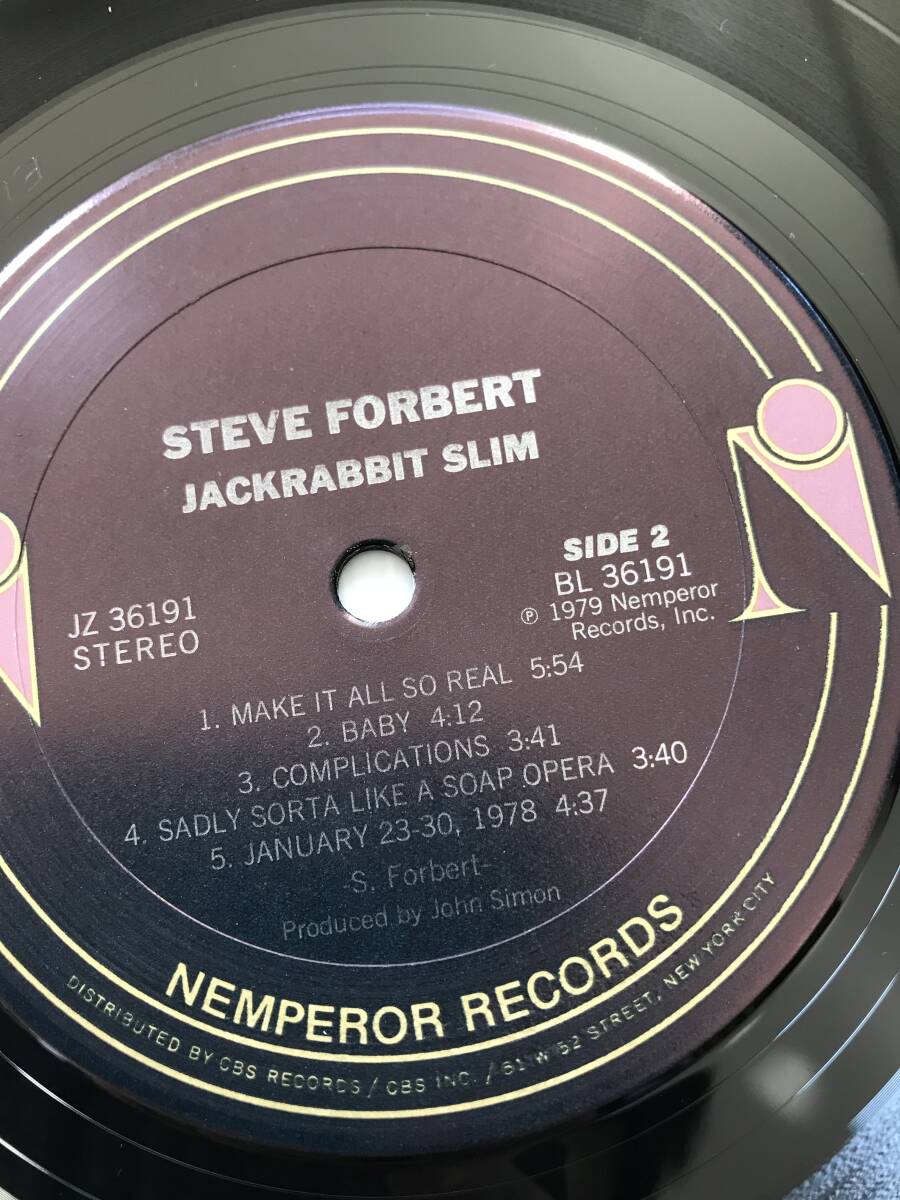 STEVE FORBERT
JACKRABBIT SLIM
JZ 36191
STEREO
SIDE 2
BL 36191
℗ 1979 Nemperor
Records, Inc.
1. MAKE IT ALL SO REAL 5:54
2. BABY 4:12
3. COMPLICATIONS 3:41
4. SADLY SORTA LIKE A SOAP OPERA 3:40
5. JANUARY 23-30, 1978 4:37
-S. Forbert-
Produced by John Simon
NEMPEROR RECORDS
DISTRIBUTED BY CBS RECORDS / CBS INC. / 51 W 52 STREET, NEW YORK CITY